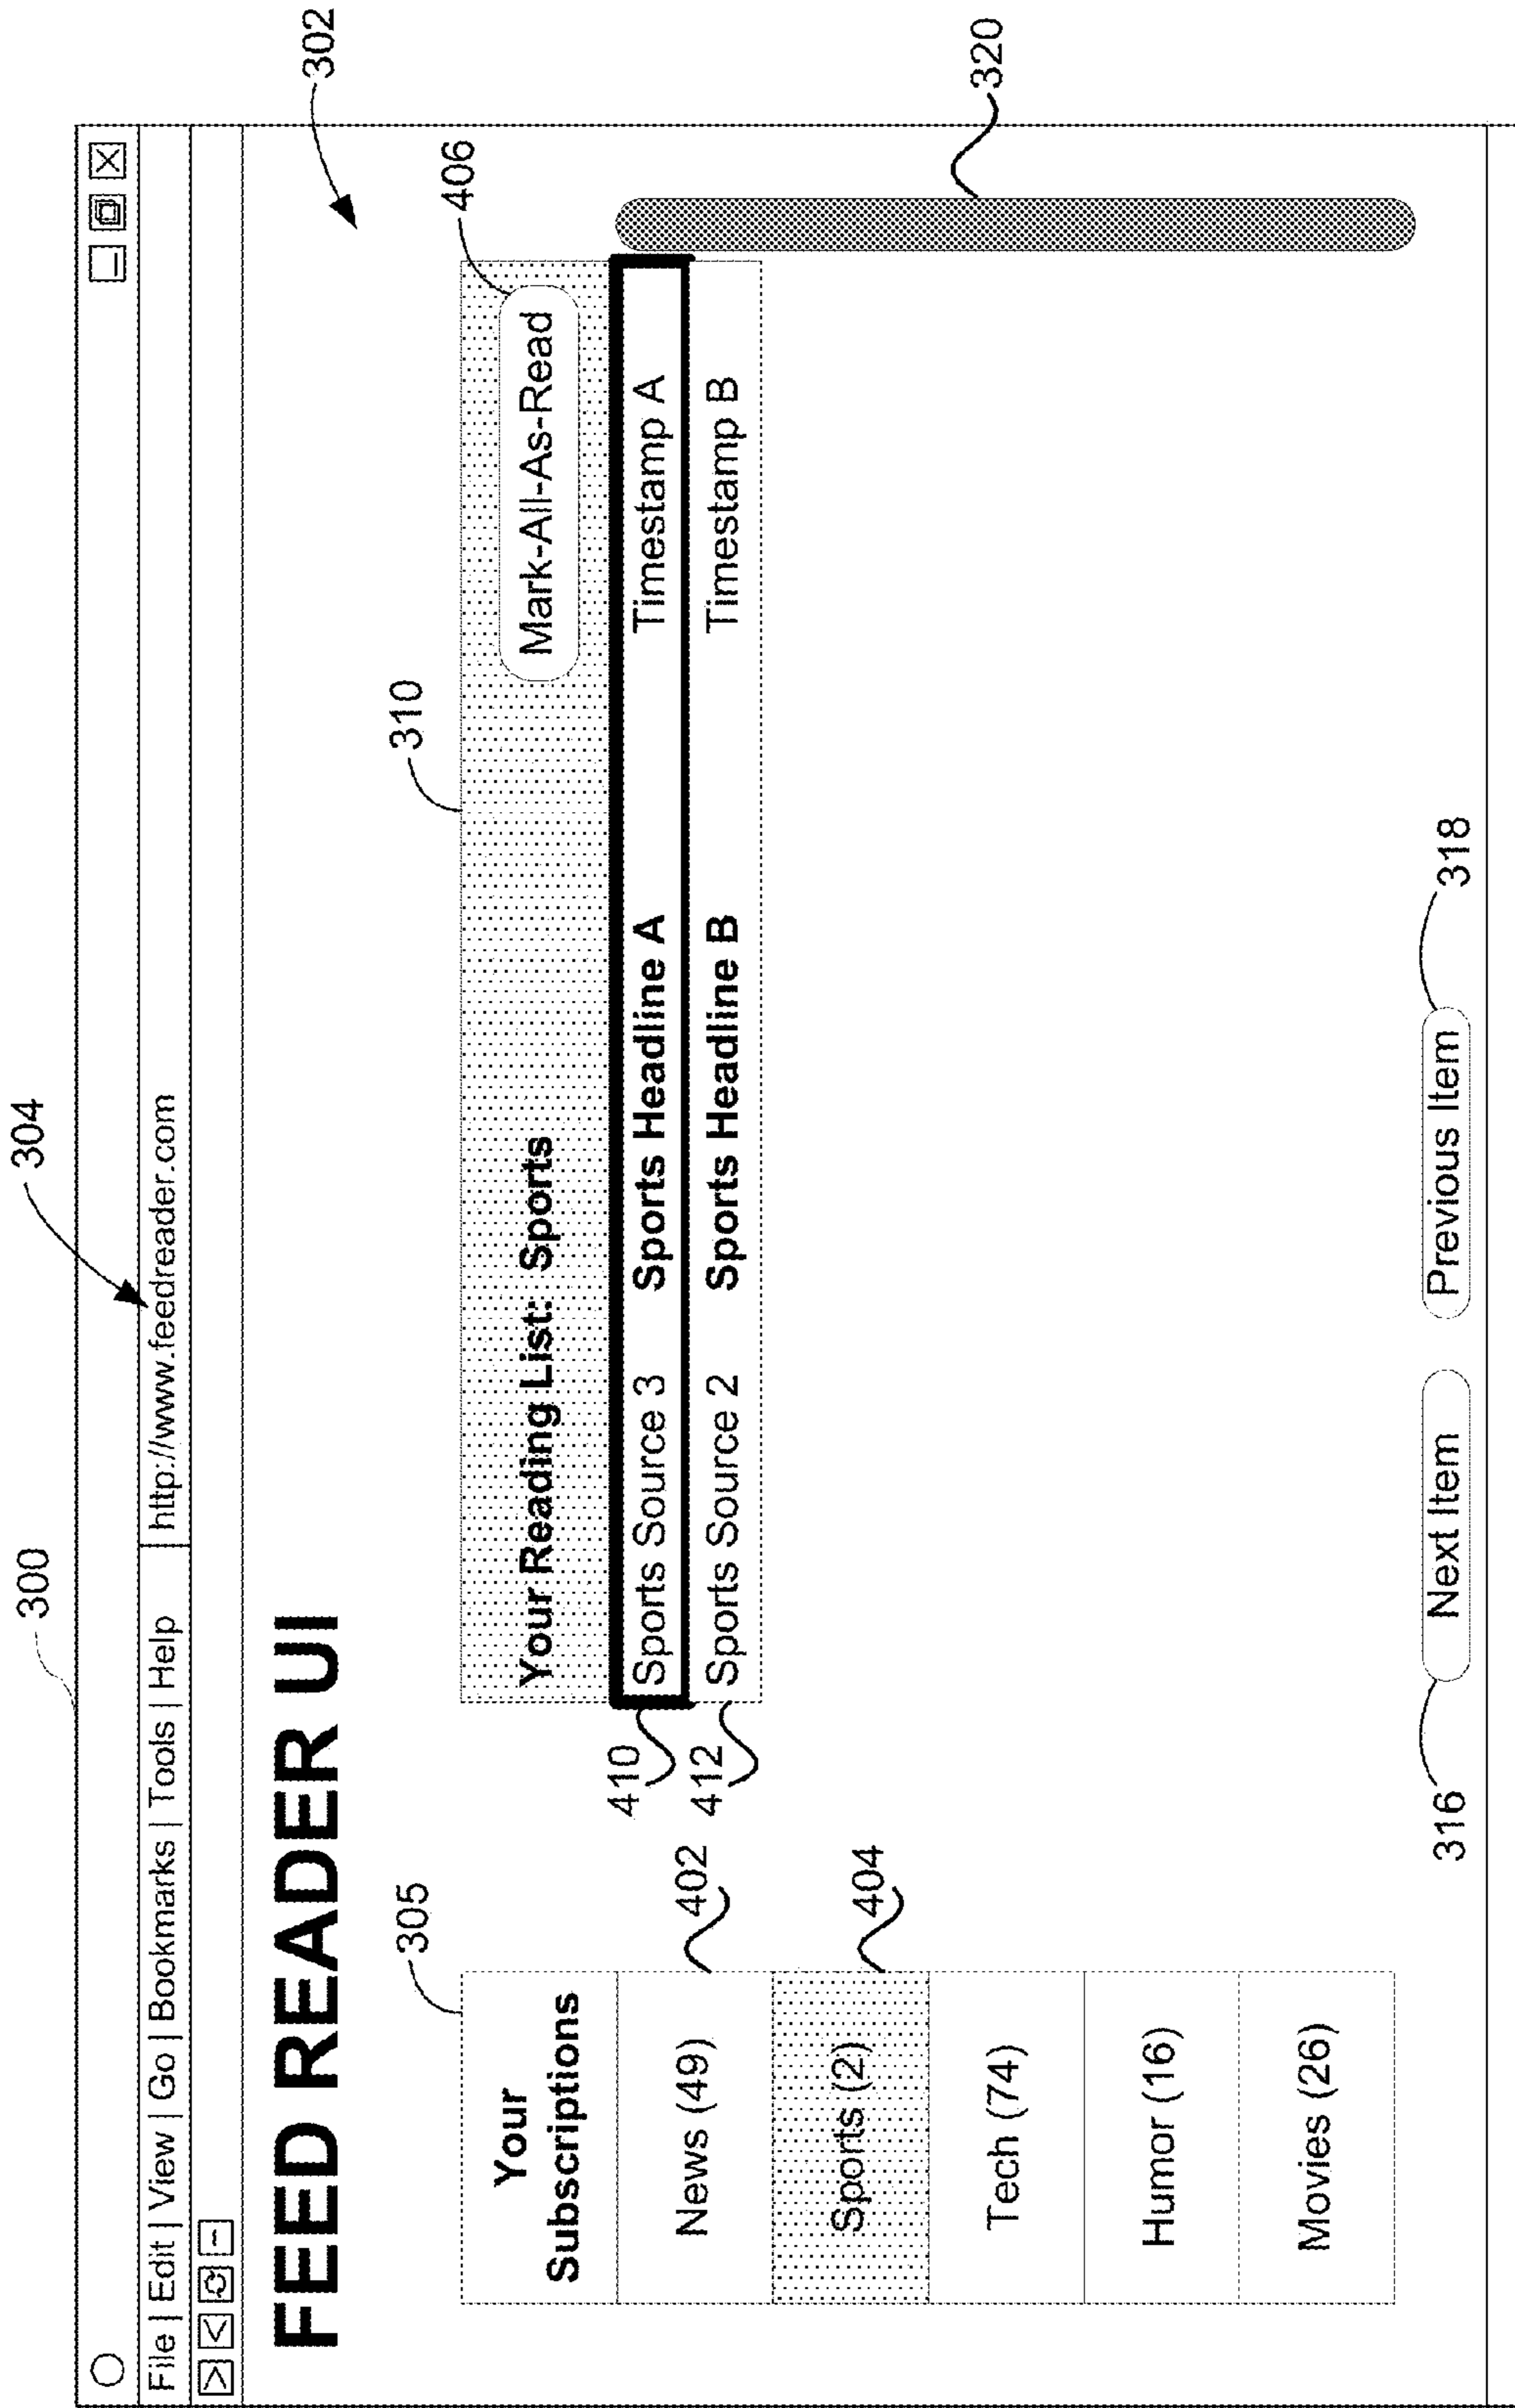 300
304
302
File | Edit | View | Go | Bookmarks | Tools | Help
http://www.feedreader.com
FEED READER UI
305
310
406
Your
Subscriptions
News (49)
Sports (2)
Tech (74)
Humor (16)
Movies (26)
402
404
Your Reading List: Sports
Mark-All-As-Read
410
Sports Source 3 Sports Headline A Timestamp A
412
Sports Source 2 Sports Headline B Timestamp B
320
316
Next Item
Previous Item
318